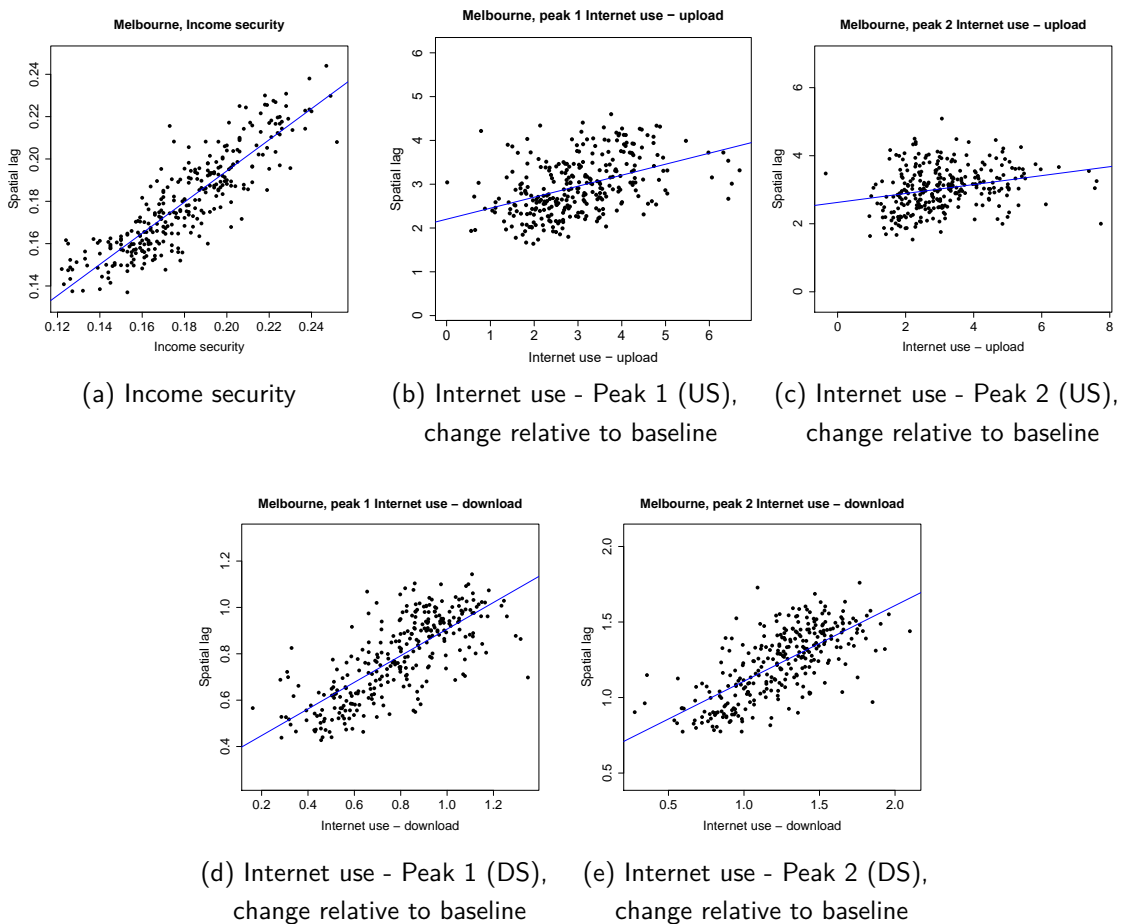 Melbourne, Income security
Spatial lag
0.14 0.16 0.18 0.20 0.22 0.24
0.12 0.14 0.16 0.18 0.20 0.22 0.24
Income security
(a) Income security
Melbourne, peak 1 Internet use − upload
Spatial lag
0 1 2 3 4 5 6
0 1 2 3 4 5 6
Internet use − upload
(b) Internet use - Peak 1 (US),
change relative to baseline
Melbourne, peak 2 Internet use − upload
Spatial lag
0 2 4 6
0 2 4 6 8
Internet use − upload
(c) Internet use - Peak 2 (US),
change relative to baseline
Melbourne, peak 1 Internet use − download
Spatial lag
0.4 0.6 0.8 1.0 1.2
0.2 0.4 0.6 0.8 1.0 1.2
Internet use − download
(d) Internet use - Peak 1 (DS),
change relative to baseline
Melbourne, peak 2 Internet use − download
Spatial lag
0.5 1.0 1.5 2.0
0.5 1.0 1.5 2.0
Internet use − download
(e) Internet use - Peak 2 (DS),
change relative to baseline